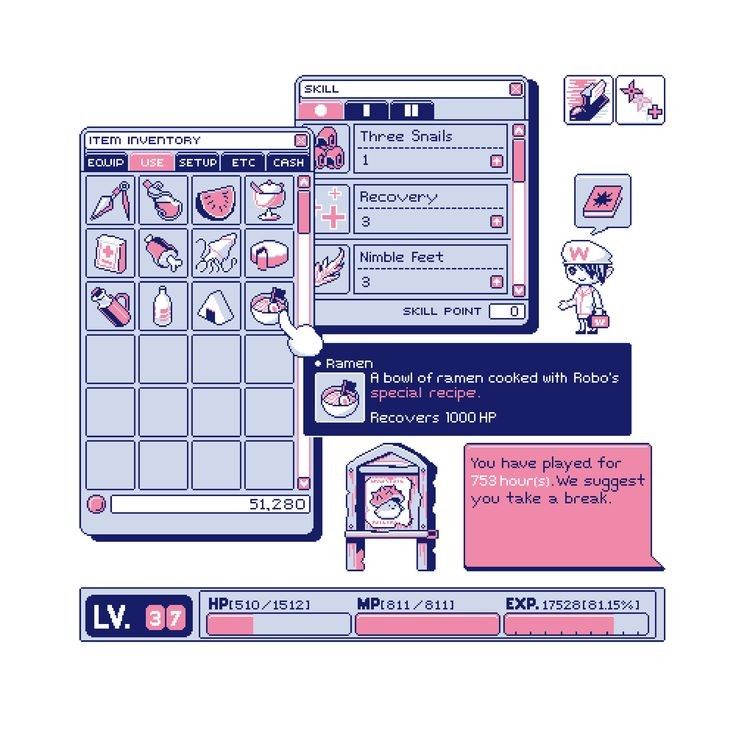 SKILL
Three Snails
1
Recovery
3
Nimble Feet
3
SKILL POINT 0
ITEM INVENTORY
EQUIP USE SETUP ETC CASH
51,280
W
W
• Ramen
A bowl of ramen cooked with Robo's
special recipe.
Recovers 1000 HP
You have played for
753 hour(s). We suggest
you take a break.
LV. 37
HP[510/1512] MP[811/811] EXP. 17528[81.15%]